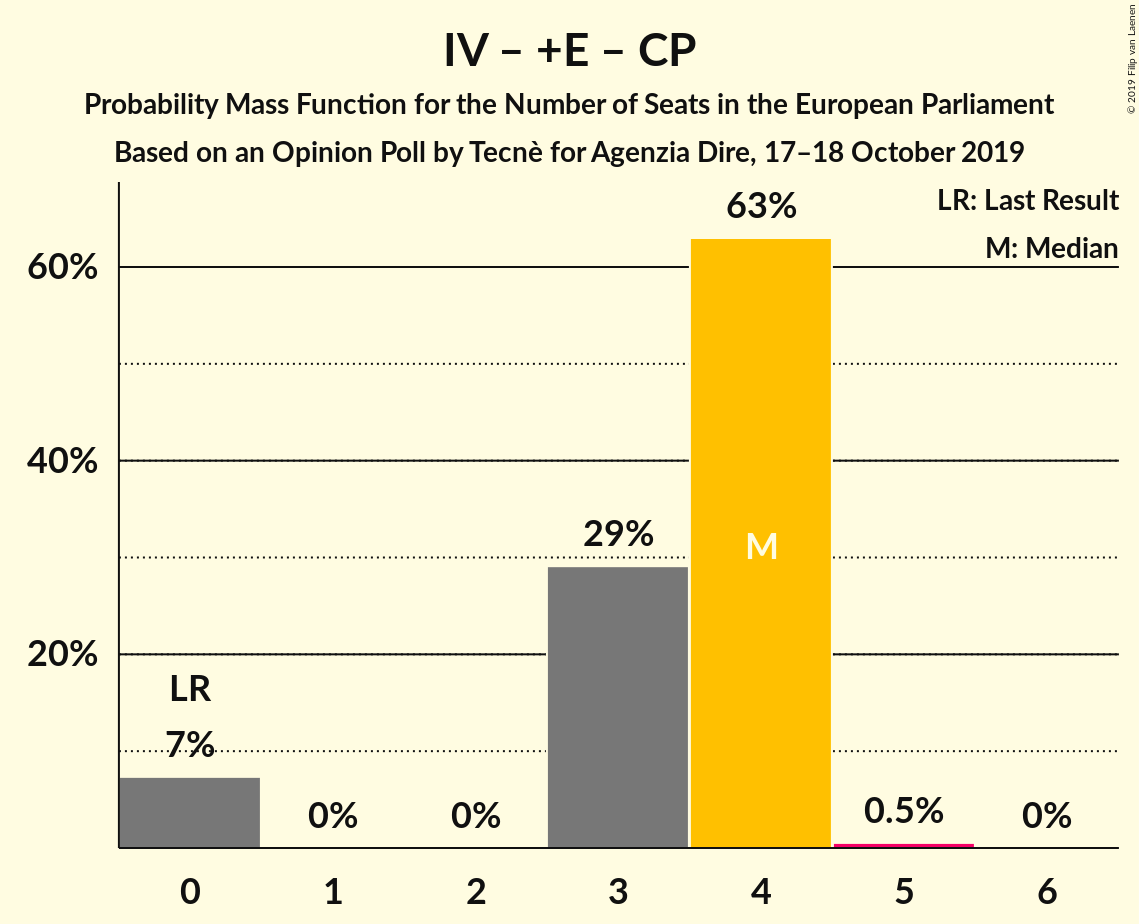 IV – +E – CP
Probability Mass Function for the Number of Seats in the European Parliament
Based on an Opinion Poll by Tecnè for Agenzia Dire, 17–18 October 2019
© 2019 Filip van Laenen
LR: Last Result
M: Median
63%
60%
40%
29%
M
20%
LR
7%
0%
0%
0.5%
0%
0 1 2 3 4 5 6